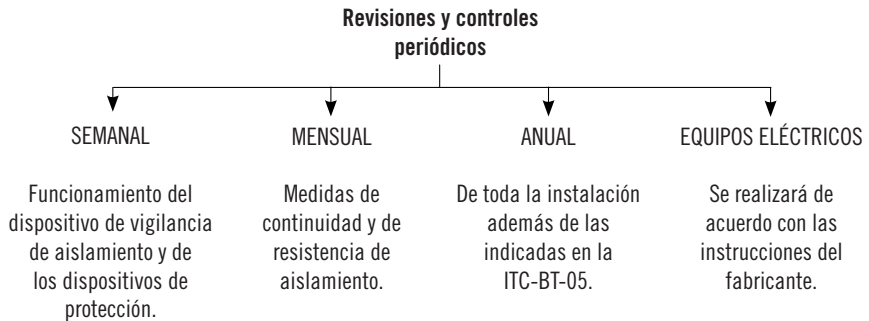 Revisiones y controles
periódicos
SEMANAL
Funcionamiento del
dispositivo de vigilancia
de aislamiento y de
los dispositivos de
protección.
MENSUAL
Medidas de
continuidad y de
resistencia de
aislamiento.
ANUAL
De toda la instalación
además de las
indicadas en la
ITC-BT-05.
EQUIPOS ELÉCTRICOS
Se realizará de
acuerdo con las
instrucciones del
fabricante.